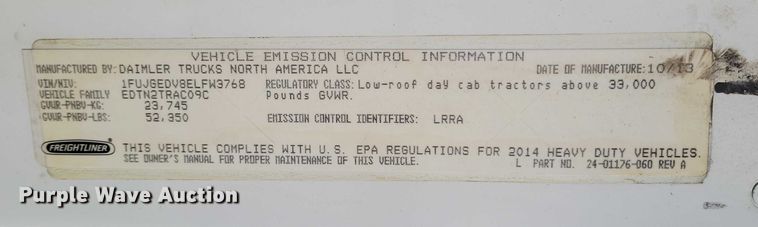 VEHICLE EMISSION CONTROL INFORMATION
MANUFACTURED BY: DAIMLER TRUCKS NORTH AMERICA LLC DATE OF MANUFACTURE: 10/13
VIN/NIV: 1FUJGEDV8ELFW3768 REGULATORY CLASS: Low-roof day cab tractors above 33,000
VEHICLE FAMILY EDTN2TRAC09C Pounds GVWR.
GVWR-PNBV-KG: 23,745
GVWR-PNBV-LBS: 52,350 EMISSION CONTROL IDENTIFIERS: LRRA
FREIGHTLINER THIS VEHICLE COMPLIES WITH U.S. EPA REGULATIONS FOR 2014 HEAVY DUTY VEHICLES.
SEE OWNER'S MANUAL FOR PROPER MAINTENANCE OF THIS VEHICLE. L PART NO. 24-01176-060 REV A
Purple Wave Auction